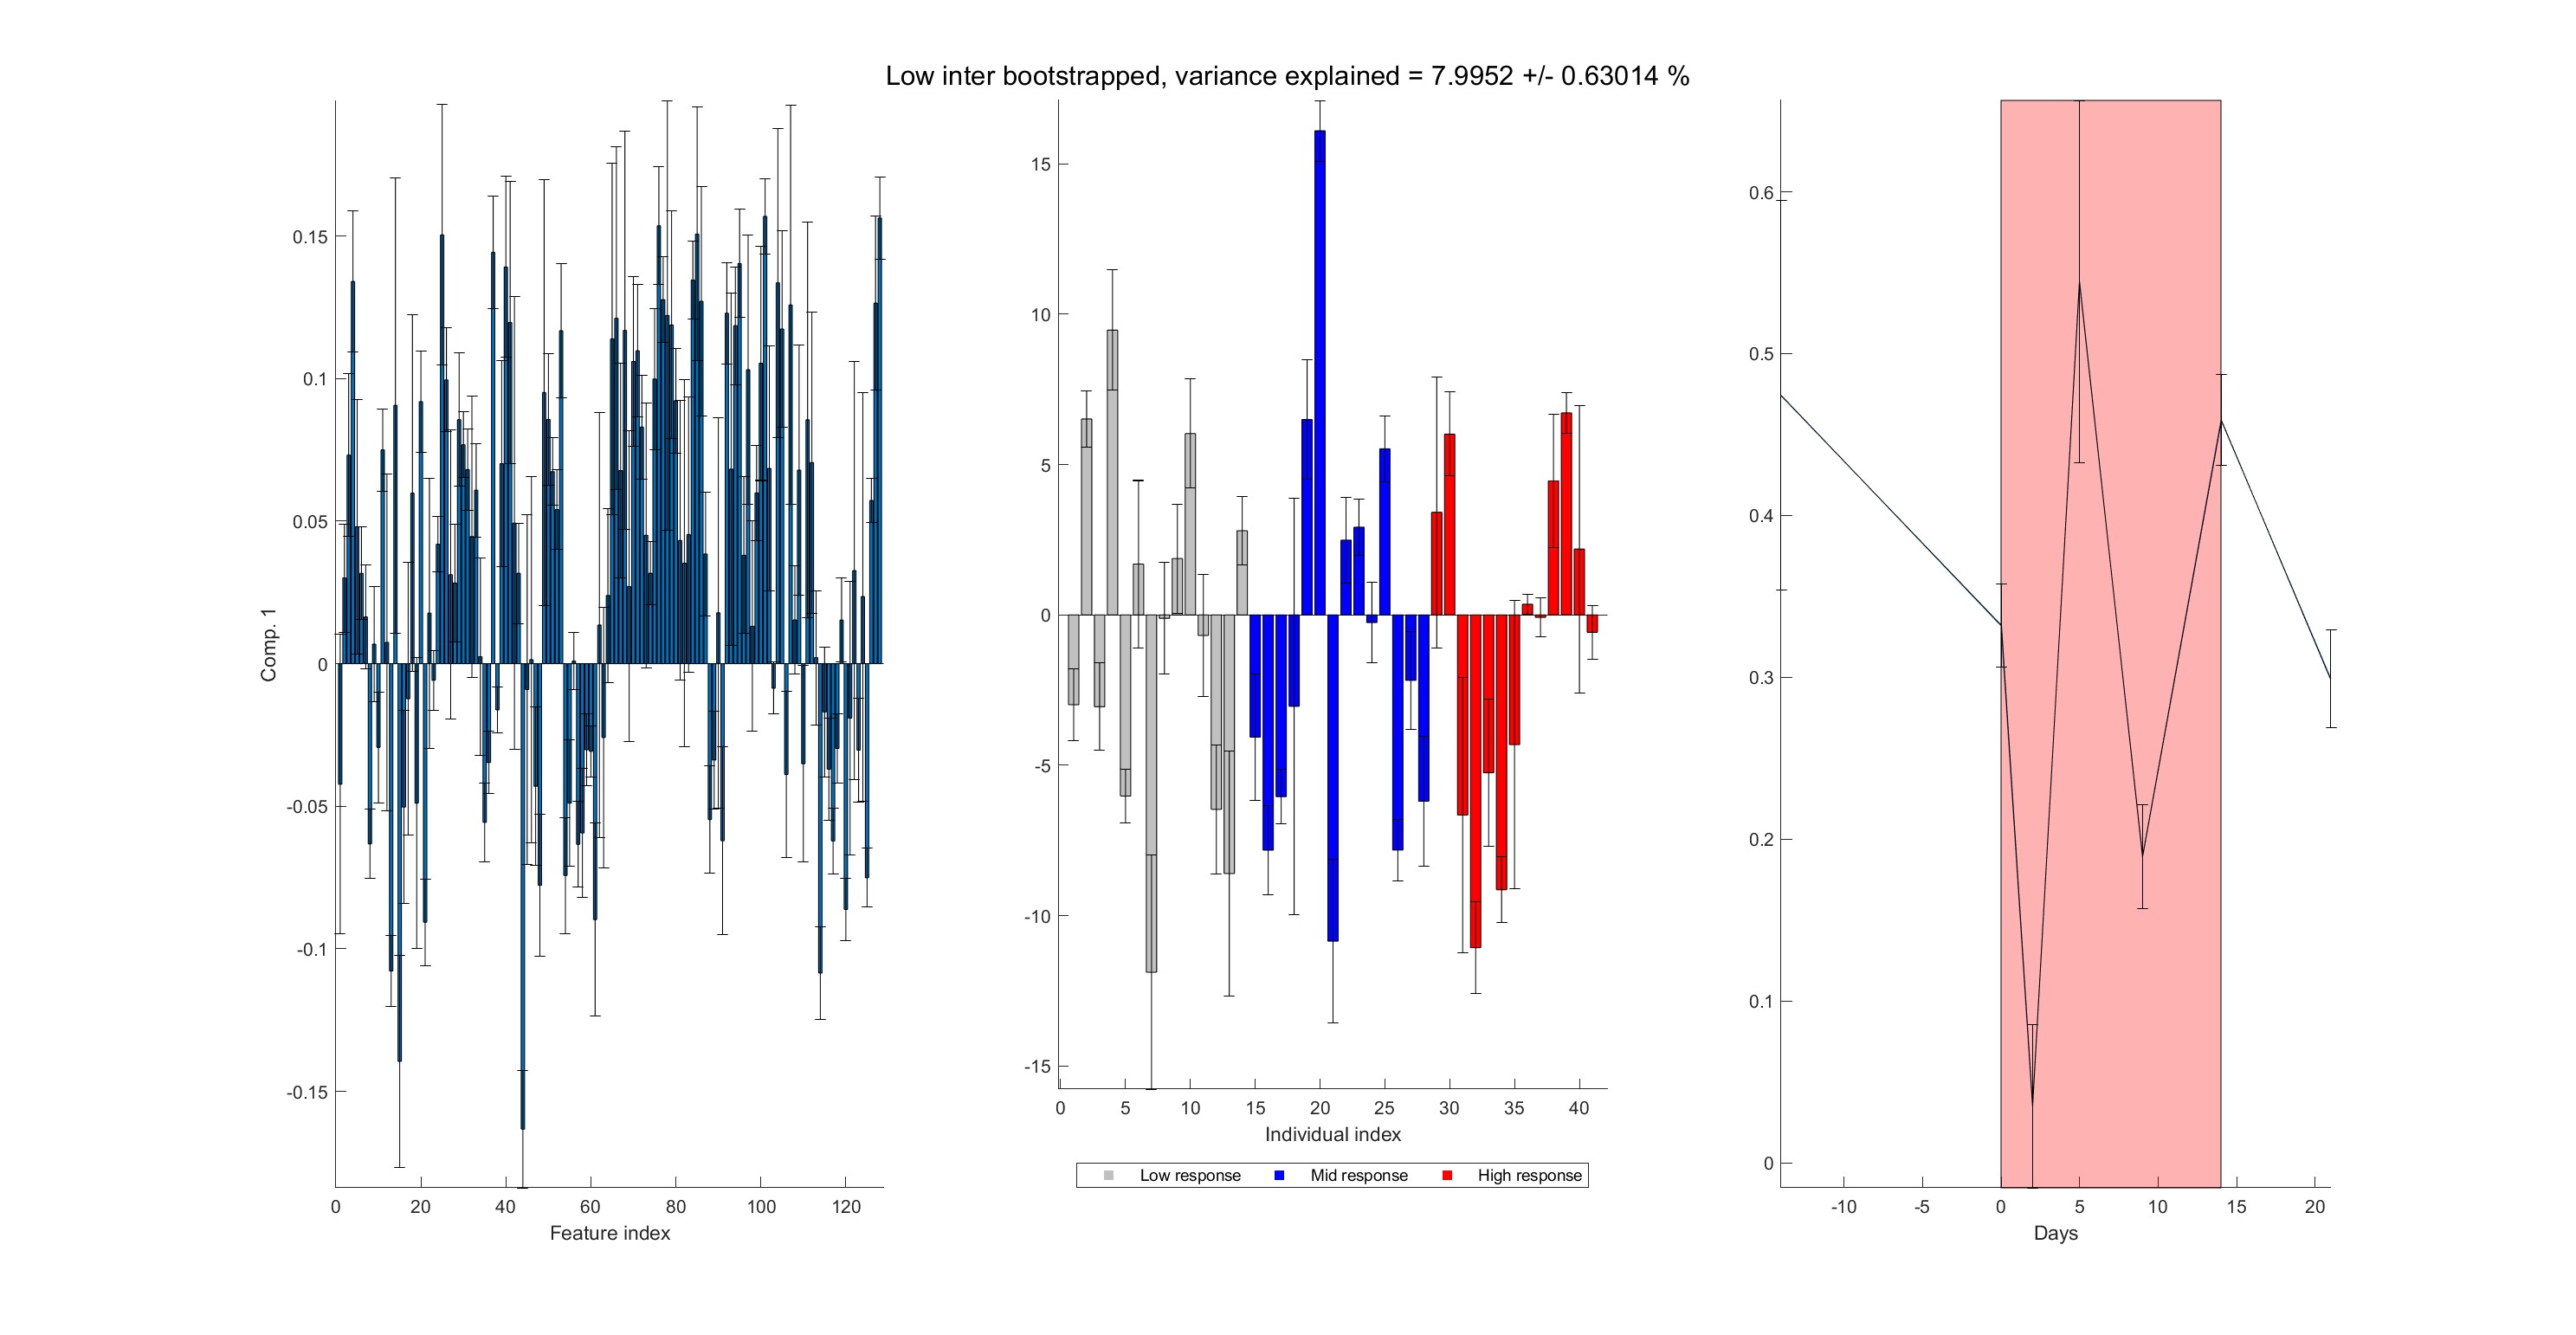 Low inter bootstrapped, variance explained = 7.9952 +/- 0.63014 %
Comp. 1
0.15
0.1
0.05
0
-0.05
-0.1
-0.15
0 20 40 60 80 100 120
Feature index
15
10
5
0
-5
-10
-15
0 5 10 15 20 25 30 35 40
Individual index
Low response Mid response High response
0.6
0.5
0.4
0.3
0.2
0.1
0
-10 -5 0 5 10 15 20
Days